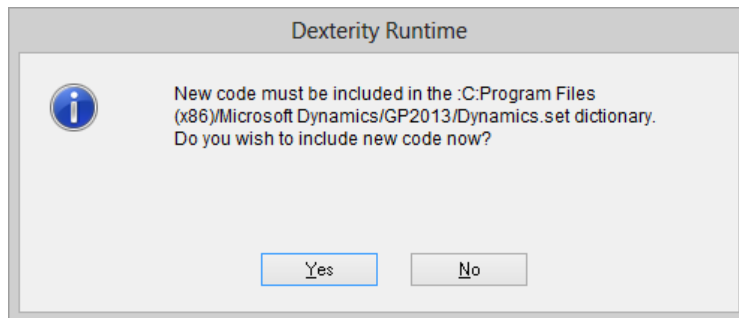 Dexterity Runtime
New code must be included in the :C:Program Files
(x86)/Microsoft Dynamics/GP2013/Dynamics.set dictionary.
Do you wish to include new code now?
Yes
No